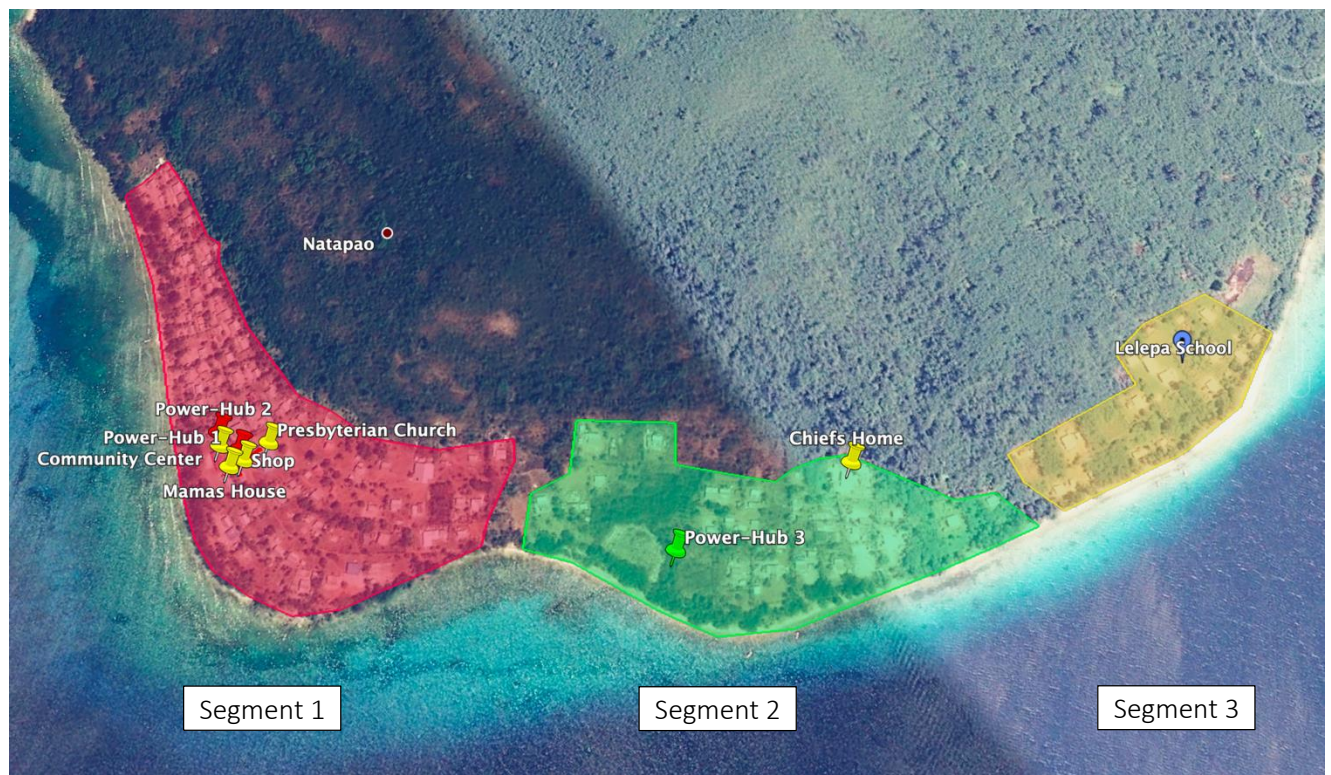 Natapao
Lelepa School
Power-Hub 2
Power-Hub 1
Presbyterian Church
Chiefs Home
Community Center
Shop
Mamas House
Power-Hub 3
Segment 1
Segment 2
Segment 3